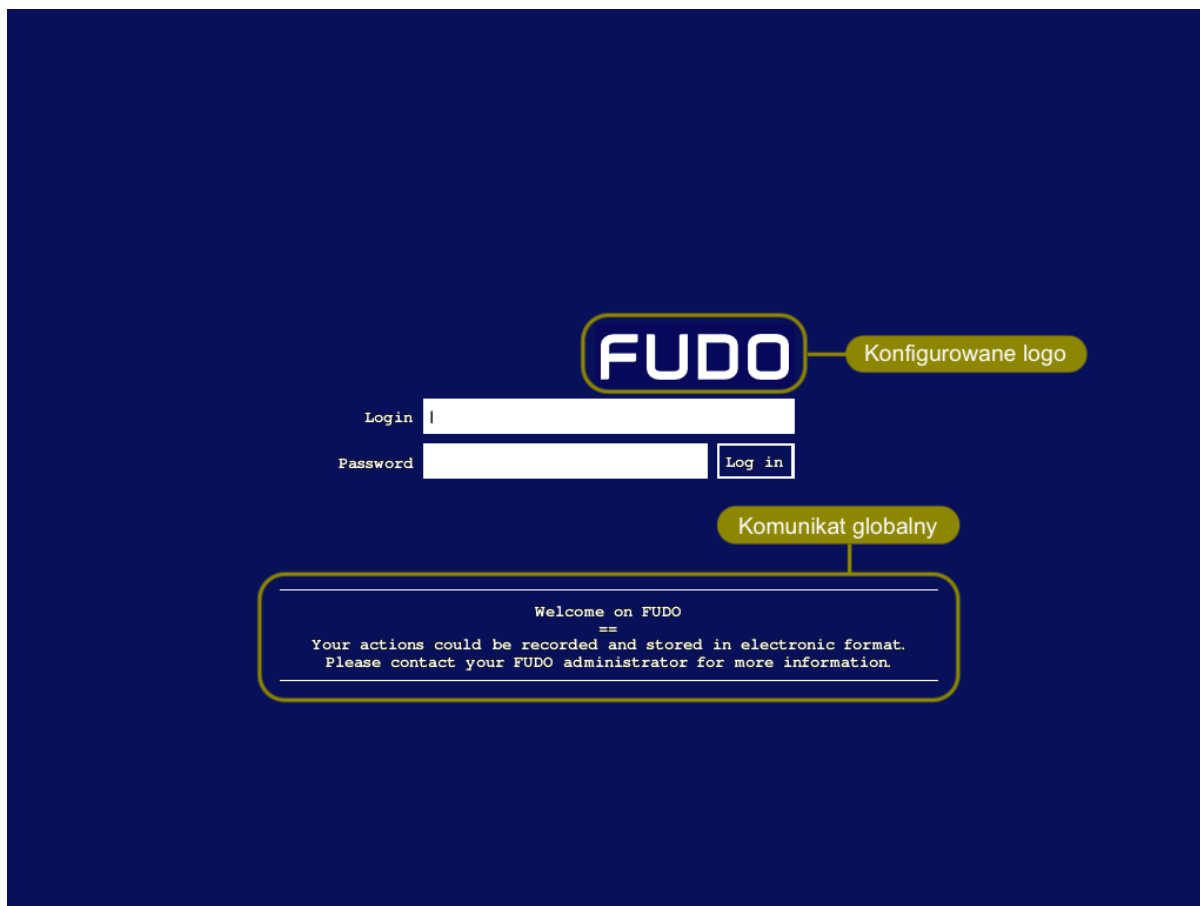 FUDO
Konfigurowane logo
Login
Password
Log in
Komunikat globalny
Welcome on FUDO
==
Your actions could be recorded and stored in electronic format.
Please contact your FUDO administrator for more information.